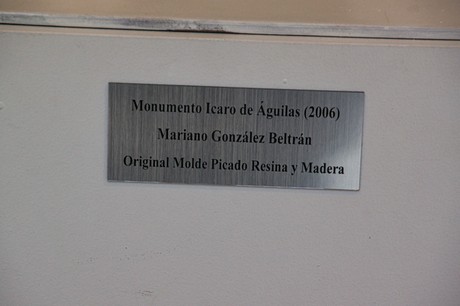 Monumento Icaro de Águilas (2006)
Mariano González Beltrán
Original Molde Picado Resina y Madera